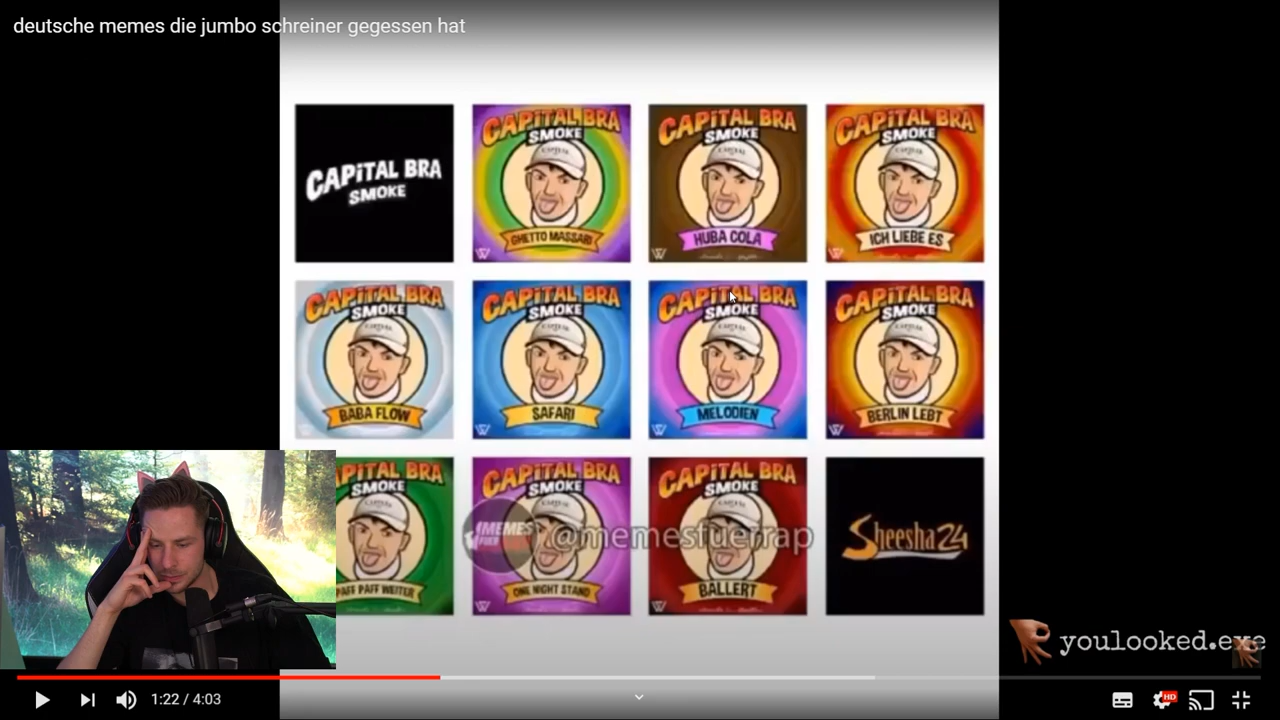 deutsche memes die jumbo schreiner gegessen hat
CAPiTAL BRA
SMOKE
CAPiTAL BRA
SMOKE
GHETTO MASSARI
CAPiTAL BRA
SMOKE
HUBA COLA
CAPiTAL BRA
SMOKE
ICH LIEBE ES
CAPiTAL BRA
SMOKE
BABA FLOW
CAPiTAL BRA
SMOKE
SAFARI
CAPiTAL BRA
SMOKE
MELODIEN
CAPiTAL BRA
SMOKE
BERLIN LEBT
CAPiTAL BRA
SMOKE
PAFF PAFF WEITER
CAPiTAL BRA
SMOKE
ONE NIGHT STAND
CAPiTAL BRA
SMOKE
BALLERT
Sheesha24
MEMES
FUER
@memesfuerrap
youlooked.exe
1:22 / 4:03
HD